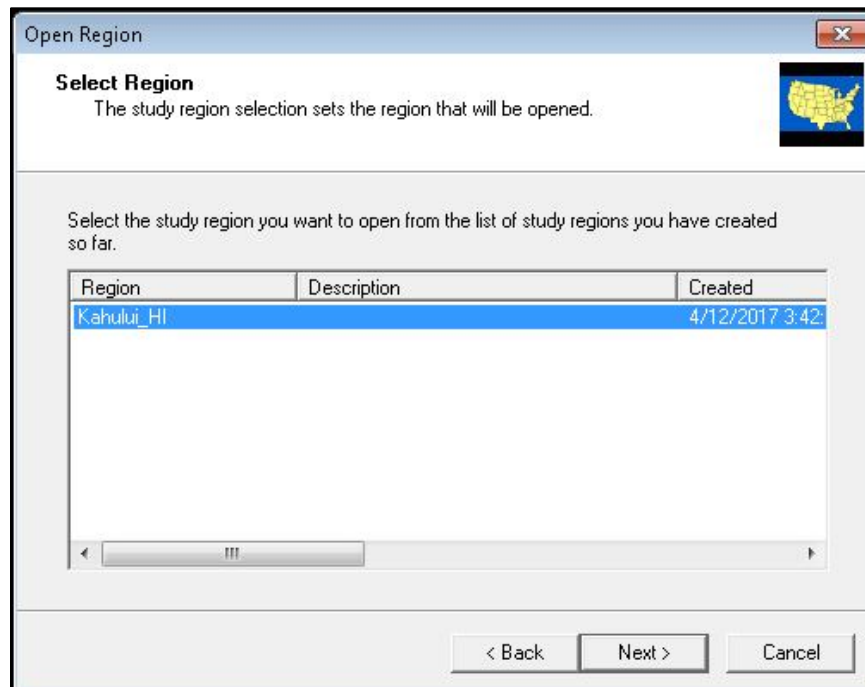 Open Region
Select Region
The study region selection sets the region that will be opened.
Select the study region you want to open from the list of study regions you have created
so far.
Region Description Created
Kahului_HI 4/12/2017 3:42:
< Back Next > Cancel